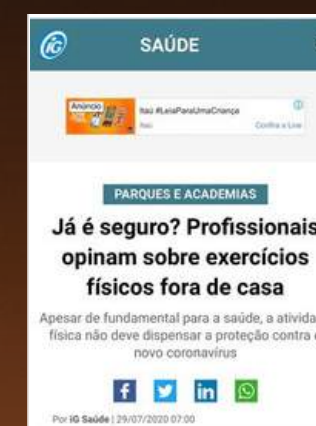 iG
SAÚDE
Anúncio
Itaú #LeiaParaUmaCriança
Itaú
Confira a Live
PARQUES E ACADEMIAS
Já é seguro? Profissionais
opinam sobre exercícios
físicos fora de casa
Apesar de fundamental para a saúde, a ativida
física não deve dispensar a proteção contra o
novo coronavírus
Por iG Saúde | 29/07/2020 07:00